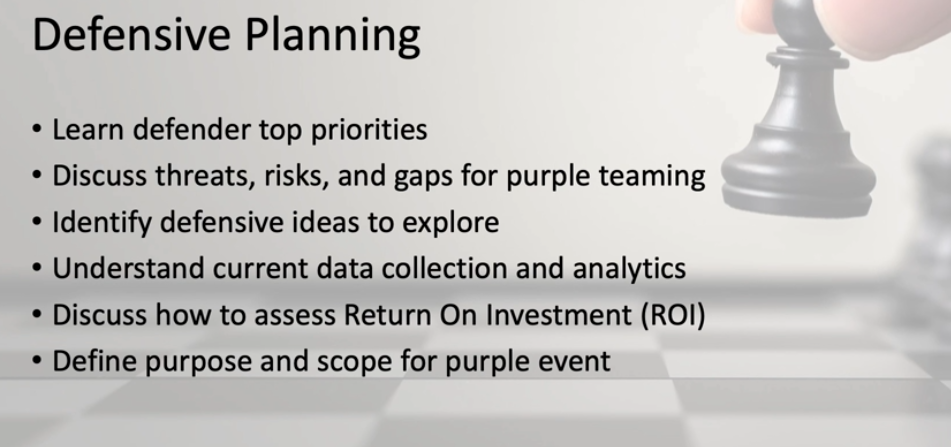 Defensive Planning
• Learn defender top priorities
• Discuss threats, risks, and gaps for purple teaming
• Identify defensive ideas to explore
• Understand current data collection and analytics
• Discuss how to assess Return On Investment (ROI)
• Define purpose and scope for purple event